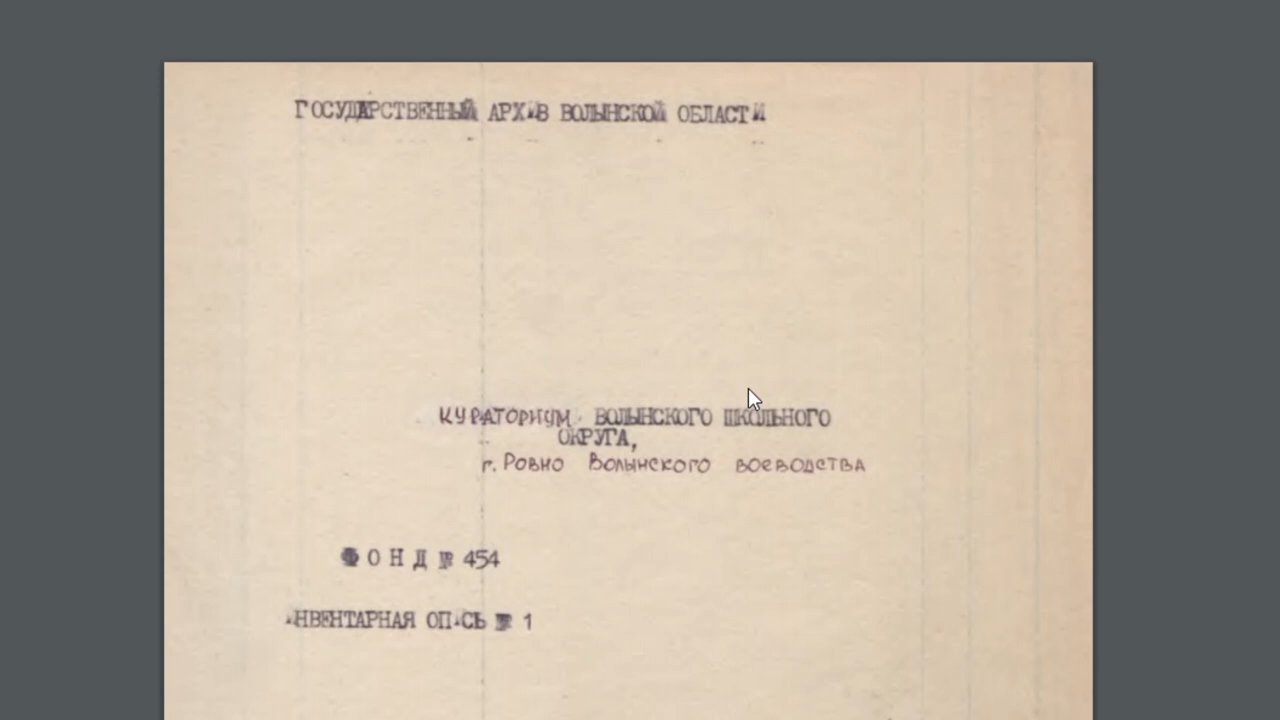 ГОСУДАРСТВЕННЫЙ АРХИВ ВОЛЫНСКОЙ ОБЛАСТИ
КУРАТОРИУМ ВОЛЫНСКОГО ШКОЛЬНОГО
ОКРУГА,
г. Ровно Волынского воеводства
ФОНД № 454
ИНВЕНТАРНАЯ ОПИСЬ № 1